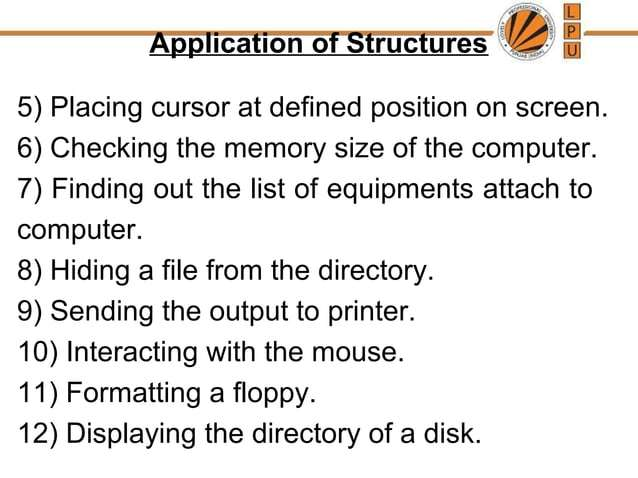 Application of Structures
L
P
U
5) Placing cursor at defined position on screen.
6) Checking the memory size of the computer.
7) Finding out the list of equipments attach to
computer.
8) Hiding a file from the directory.
9) Sending the output to printer.
10) Interacting with the mouse.
11) Formatting a floppy.
12) Displaying the directory of a disk.